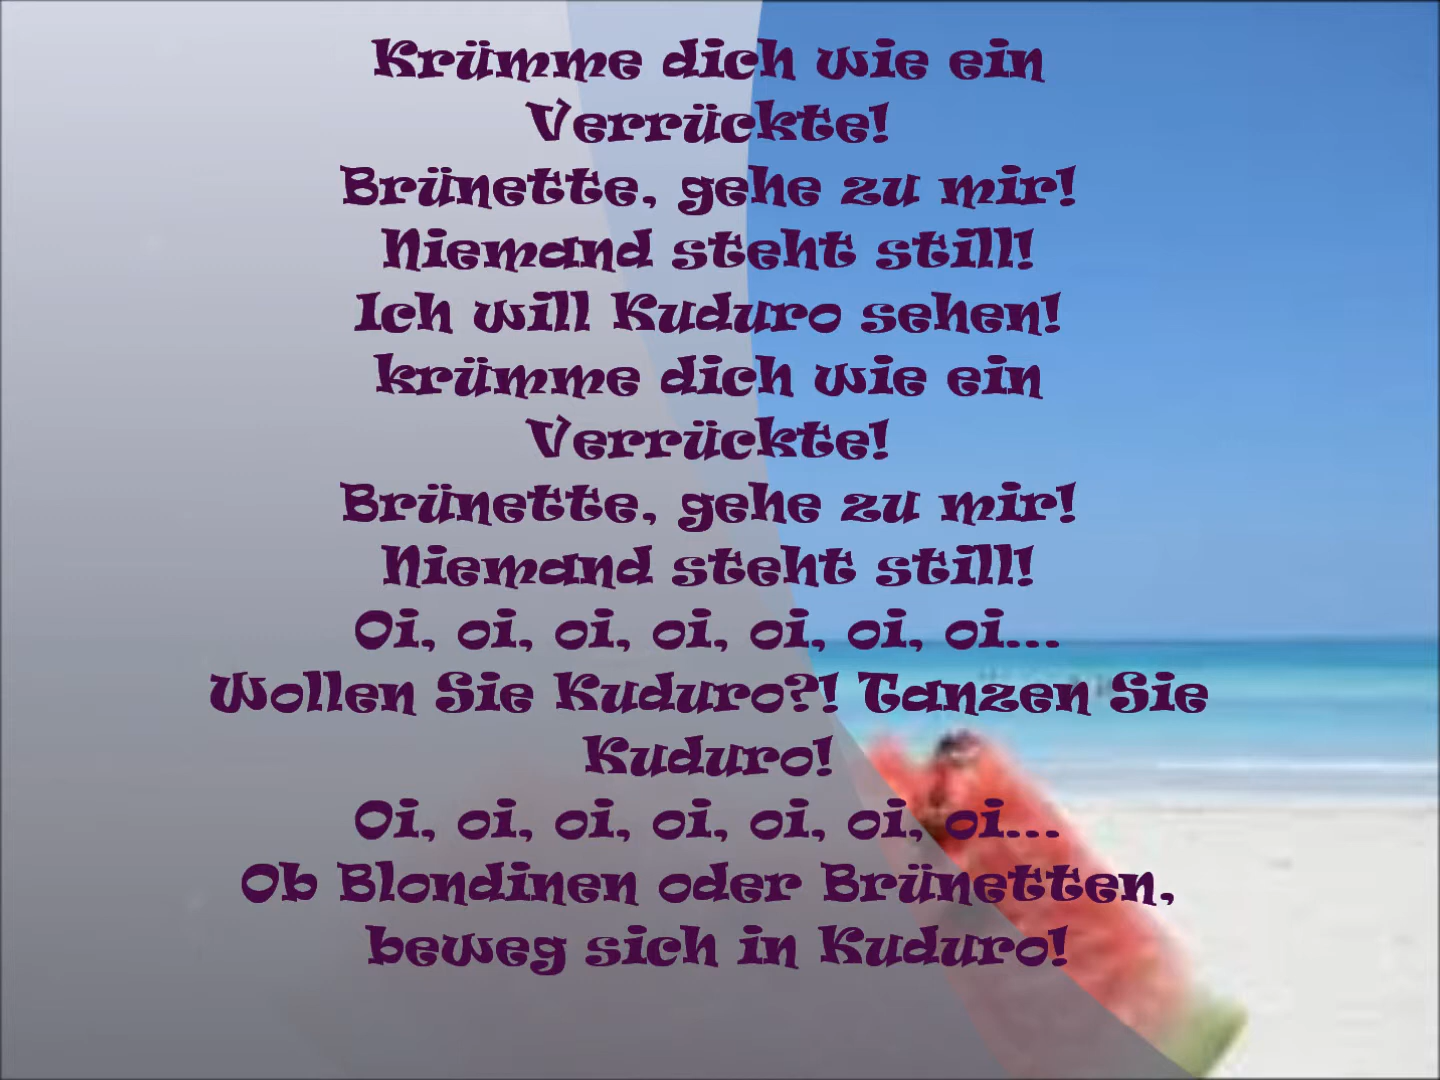 Krümme dich wie ein
Verrückte!
Brünette, gehe zu mir!
Niemand steht still!
Ich will Kuduro sehen!
krümme dich wie ein
Verrückte!
Brünette, gehe zu mir!
Niemand steht still!
Oi, oi, oi, oi, oi, oi, oi...
Wollen Sie Kuduro?! Tanzen Sie
Kuduro!
Oi, oi, oi, oi, oi, oi, oi...
Ob Blondinen oder Brünetten,
beweg sich in Kuduro!